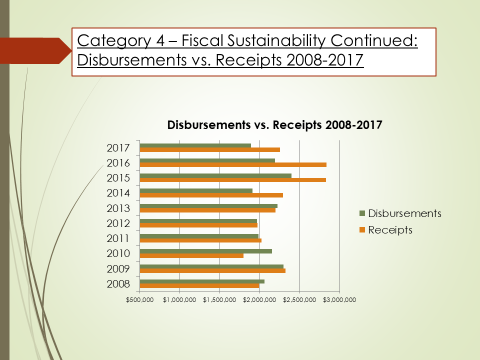 Category 4 – Fiscal Sustainability Continued:
Disbursements vs. Receipts 2008-2017
Disbursements vs. Receipts 2008-2017
2017
2016
2015
2014
2013
2012
2011
2010
2009
2008
Disbursements
Receipts
$500,000 $1,000,000 $1,500,000 $2,000,000 $2,500,000 $3,000,000